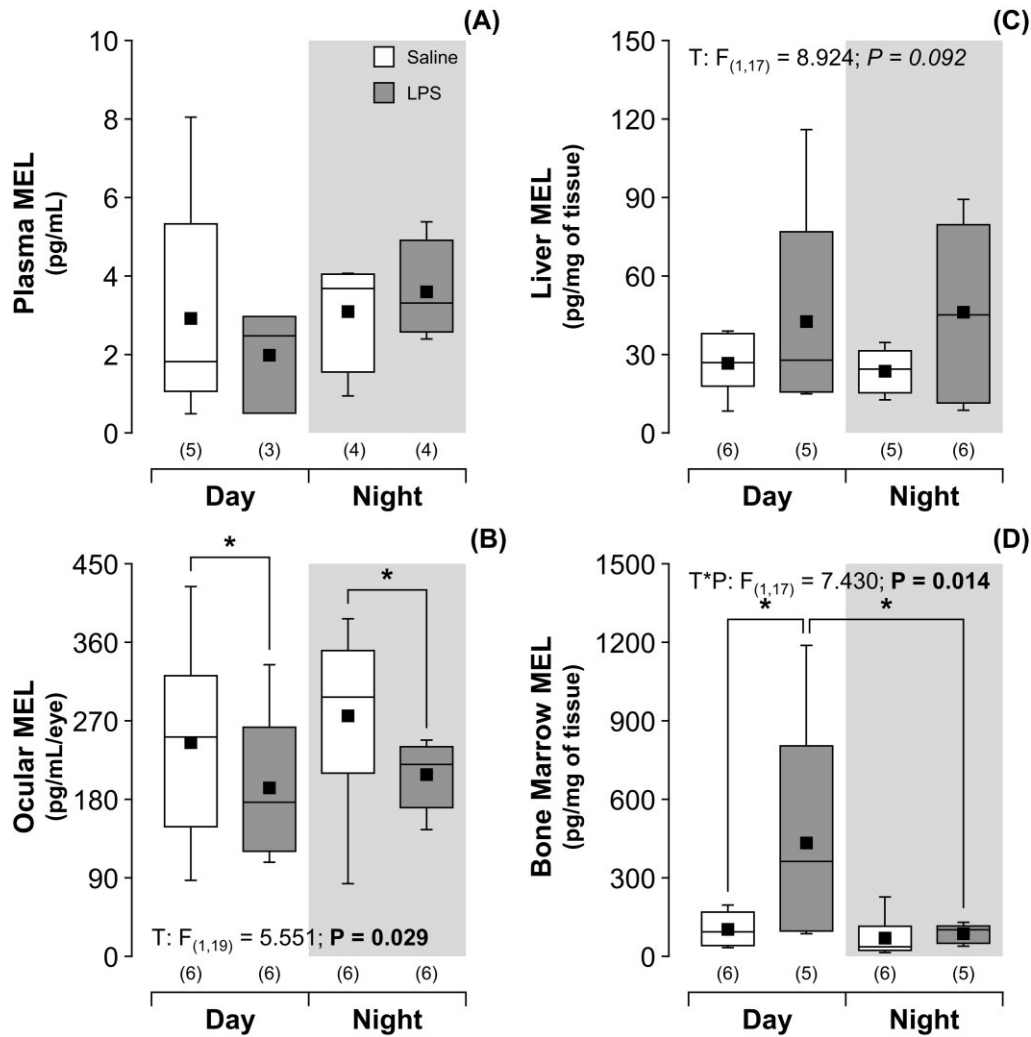 (A)
Plasma MEL
(pg/mL)
10
8
6
4
2
0
Saline
LPS
(5) (3) (4) (4)
Day Night
(C)
Liver MEL
(pg/mg of tissue)
150
120
90
60
30
0
T: F(1,17) = 8.924; P = 0.092
(6) (5) (5) (6)
Day Night
(B)
Ocular MEL
(pg/mL/eye)
450
360
270
180
90
0
*
*
T: F(1,19) = 5.551; P = 0.029
(6) (6) (6) (6)
Day Night
(D)
Bone Marrow MEL
(pg/mg of tissue)
1500
1200
900
600
300
0
T*P: F(1,17) = 7.430; P = 0.014
* *
(6) (5) (6) (5)
Day Night